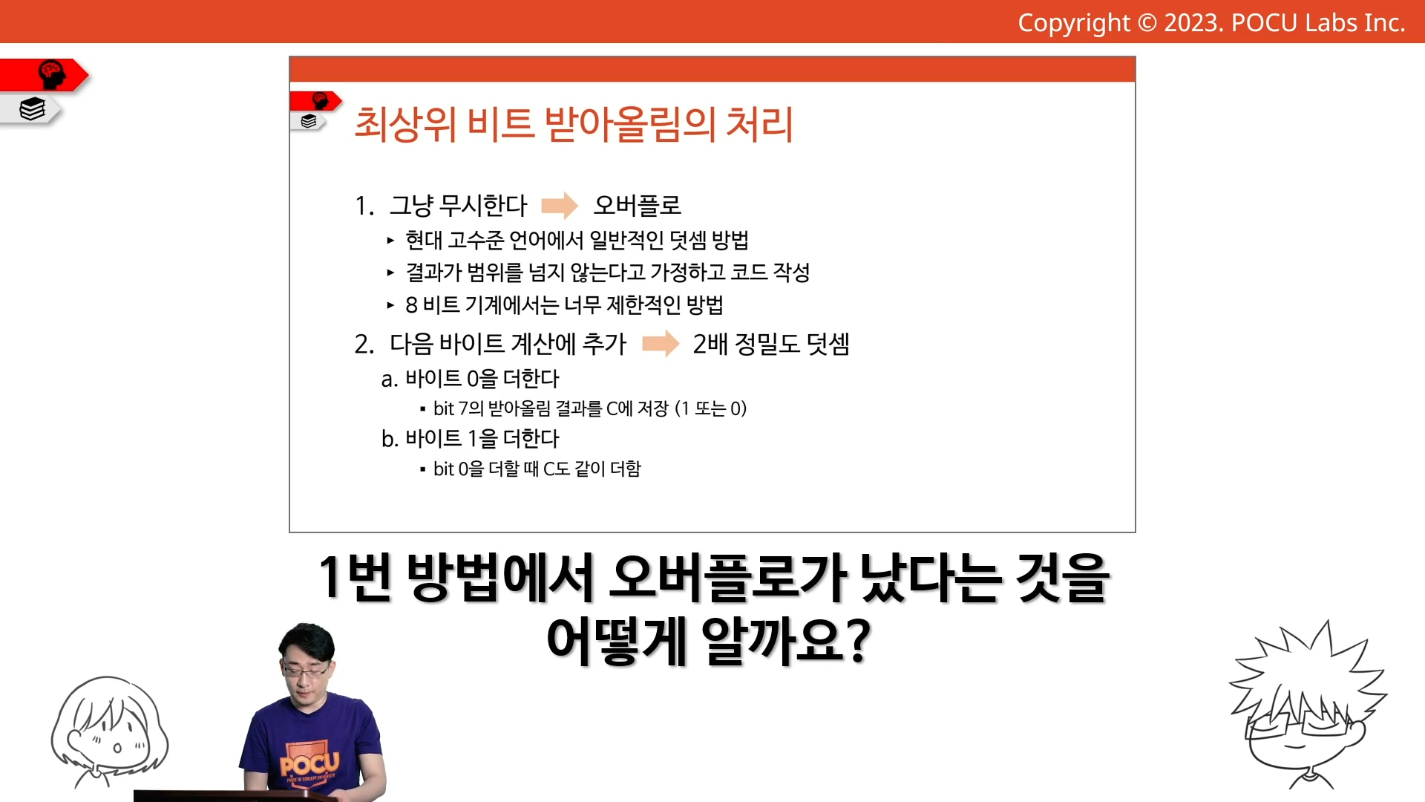 Copyright © 2023. POCU Labs Inc.
최상위 비트 받아올림의 처리
1. 그냥 무시한다 오버플로
▸ 현대 고수준 언어에서 일반적인 덧셈 방법
▸ 결과가 범위를 넘지 않는다고 가정하고 코드 작성
▸ 8 비트 기계에서는 너무 제한적인 방법
2. 다음 바이트 계산에 추가 2배 정밀도 덧셈
a. 바이트 0을 더한다
▪ bit 7의 받아올림 결과를 C에 저장 (1 또는 0)
b. 바이트 1을 더한다
▪ bit 0을 더할 때 C도 같이 더함
1번 방법에서 오버플로가 났다는 것을
어떻게 알까요?
POCU